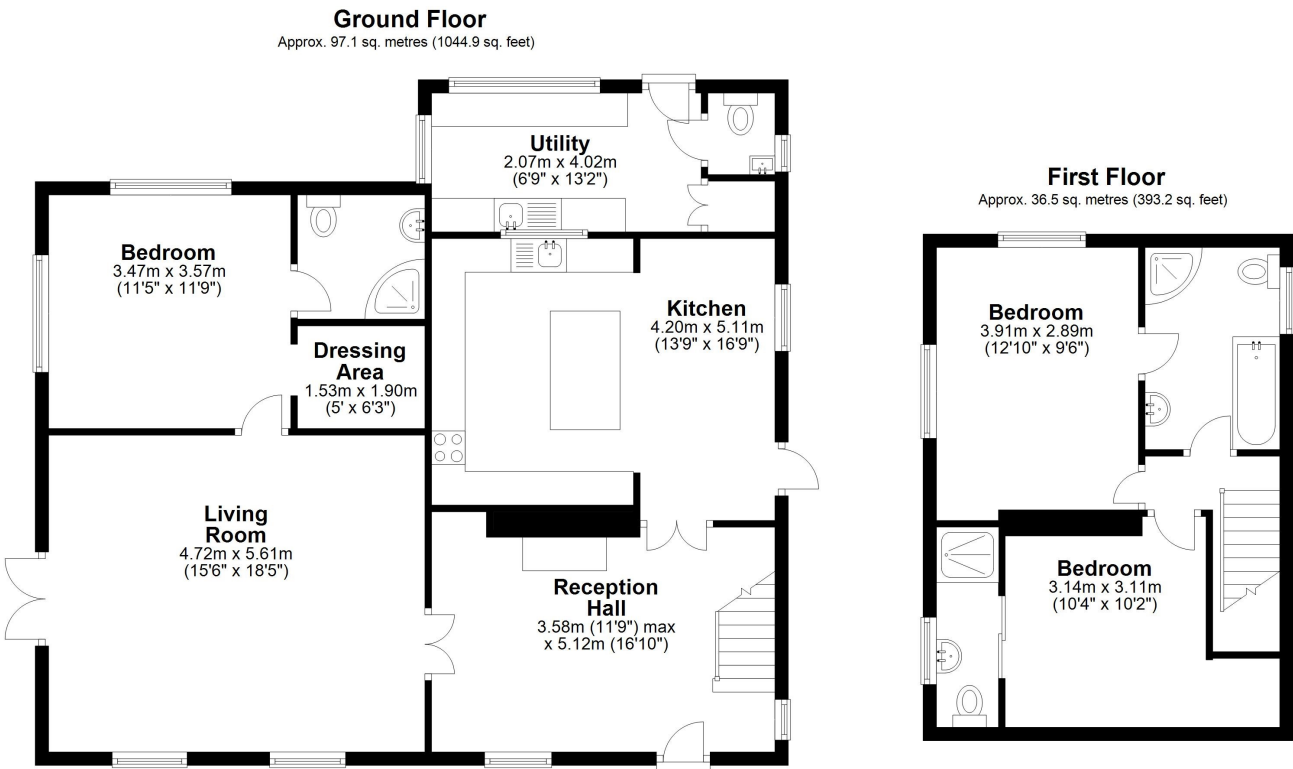 Ground Floor
Approx. 97.1 sq. metres (1044.9 sq. feet)
Utility
2.07m x 4.02m
(6'9" x 13'2")
Bedroom
3.47m x 3.57m
(11'5" x 11'9")
Kitchen
4.20m x 5.11m
(13'9" x 16'9")
Dressing
Area
1.53m x 1.90m
(5' x 6'3")
Living
Room
4.72m x 5.61m
(15'6" x 18'5")
Reception
Hall
3.58m (11'9") max
x 5.12m (16'10")
First Floor
Approx. 36.5 sq. metres (393.2 sq. feet)
Bedroom
3.91m x 2.89m
(12'10" x 9'6")
Bedroom
3.14m x 3.11m
(10'4" x 10'2")